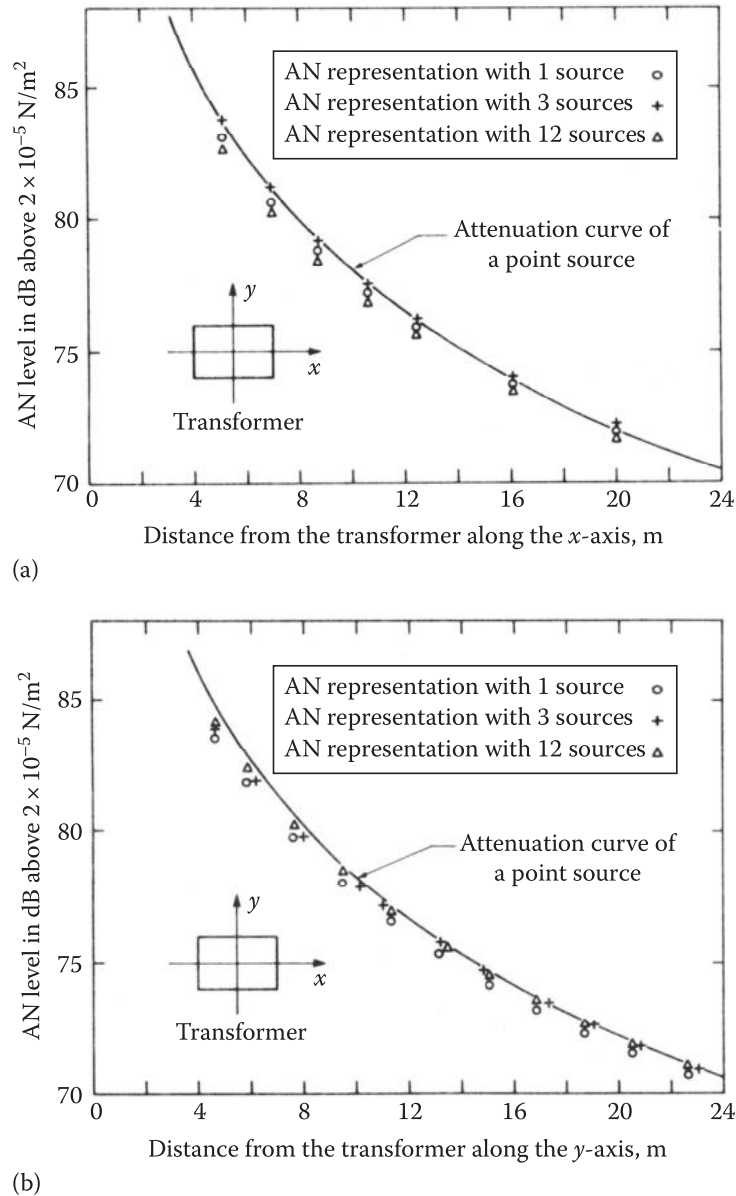 85
80
75
70
AN level in dB above 2 × 10⁻⁵ N/m²
AN representation with 1 source
AN representation with 3 sources
AN representation with 12 sources
Attenuation curve of
a point source
y
x
Transformer
0 4 8 12 16 20 24
Distance from the transformer along the x-axis, m
(a)
85
80
75
70
AN level in dB above 2 × 10⁻⁵ N/m²
AN representation with 1 source
AN representation with 3 sources
AN representation with 12 sources
Attenuation curve of
a point source
y
x
Transformer
0 4 8 12 16 20 24
Distance from the transformer along the y-axis, m
(b)